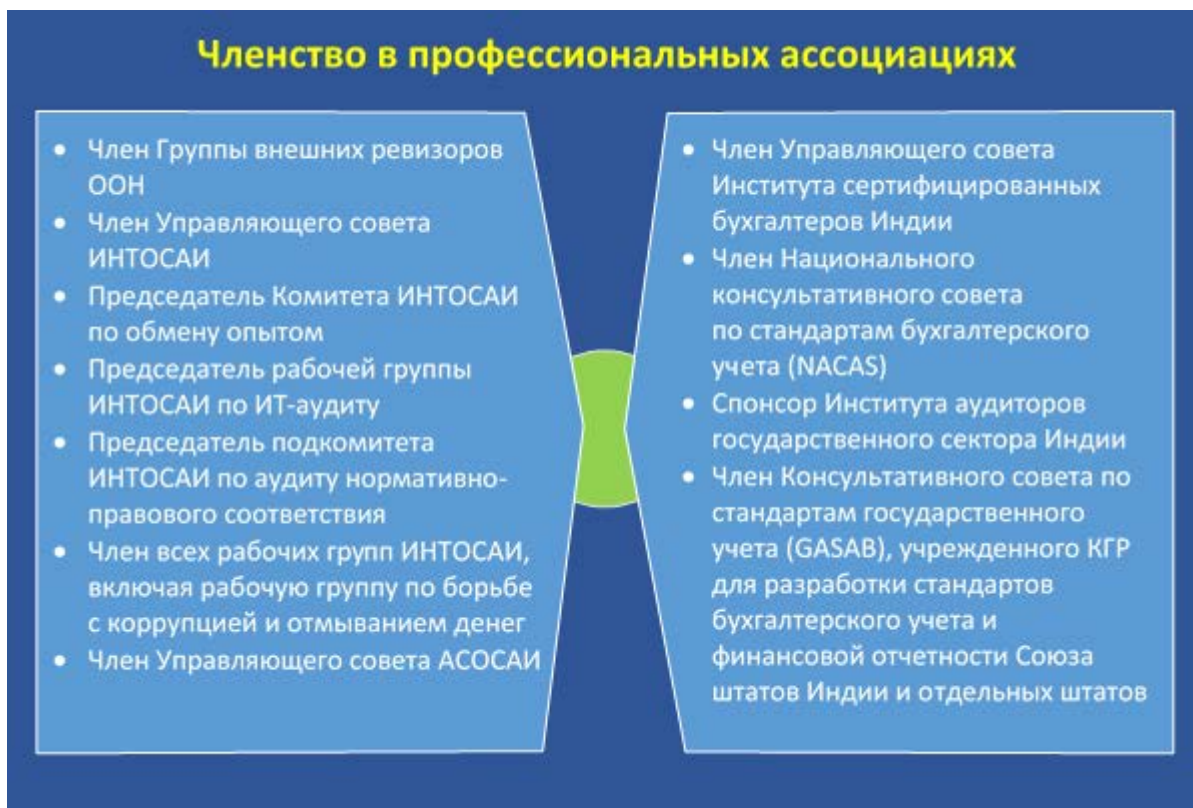 Членство в профессиональных ассоциациях
• Член Группы внешних ревизоров
ООН
• Член Управляющего совета
ИНТОСАИ
• Председатель Комитета ИНТОСАИ
по обмену опытом
• Председатель рабочей группы
ИНТОСАИ по ИТ-аудиту
• Председатель подкомитета
ИНТОСАИ по аудиту нормативно-
правового соответствия
• Член всех рабочих групп ИНТОСАИ,
включая рабочую группу по борьбе
с коррупцией и отмыванием денег
• Член Управляющего совета АСОСАИ
• Член Управляющего совета
Института сертифицированных
бухгалтеров Индии
• Член Национального
консультативного совета
по стандартам бухгалтерского
учета (NACAS)
• Спонсор Института аудиторов
государственного сектора Индии
• Член Консультативного совета по
стандартам государственного
учета (GASAB), учрежденного КГР
для разработки стандартов
бухгалтерского учета и
финансовой отчетности Союза
штатов Индии и отдельных штатов